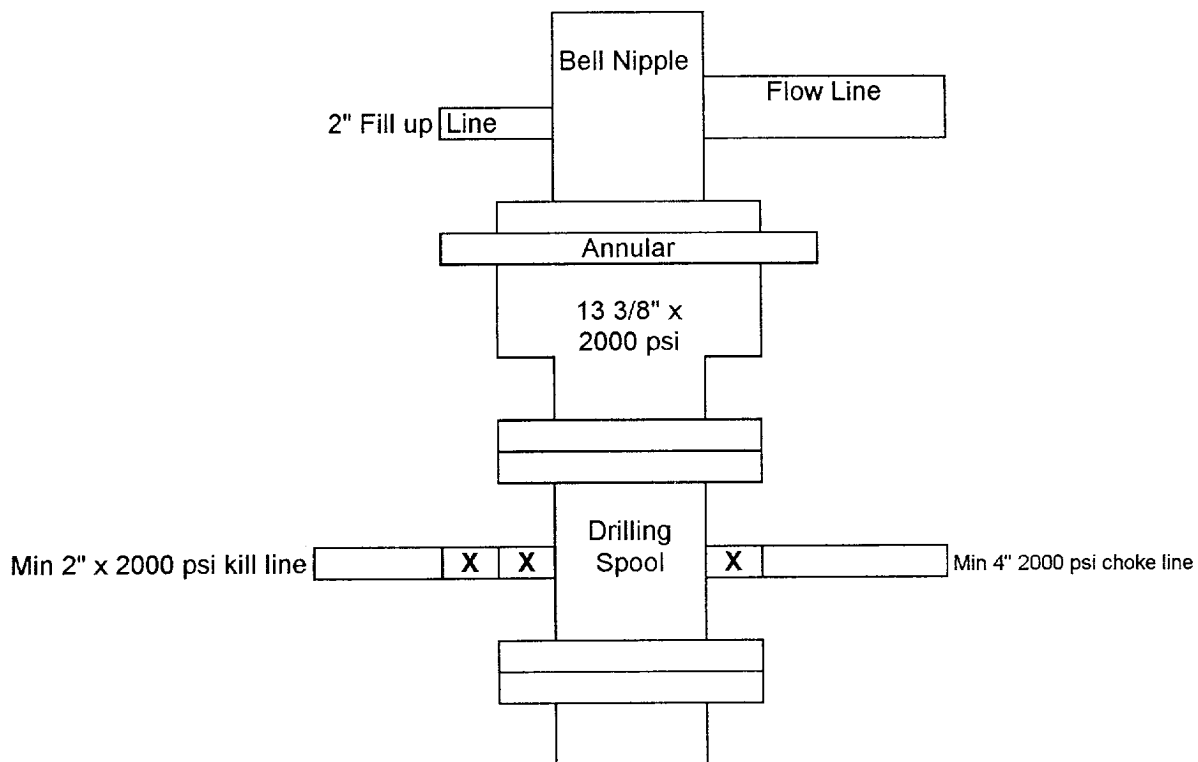 Bell Nipple
Flow Line
2" Fill up Line
Annular
13 3/8" x
2000 psi
Drilling
Spool
Min 2" x 2000 psi kill line
X X
X
Min 4" 2000 psi choke line